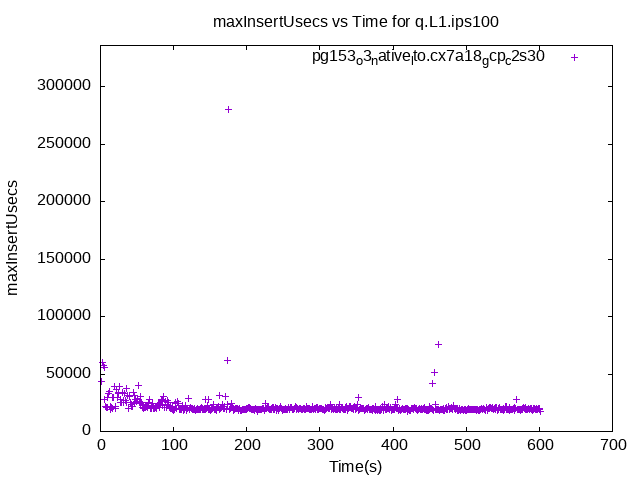 maxInsertUsecs vs Time for q.L1.ips100
pg153o3native_lto.cx7a18gcpc2s30
300000
250000
200000
150000
100000
50000
0
maxInsertUsecs
0 100 200 300 400 500 600 700
Time(s)